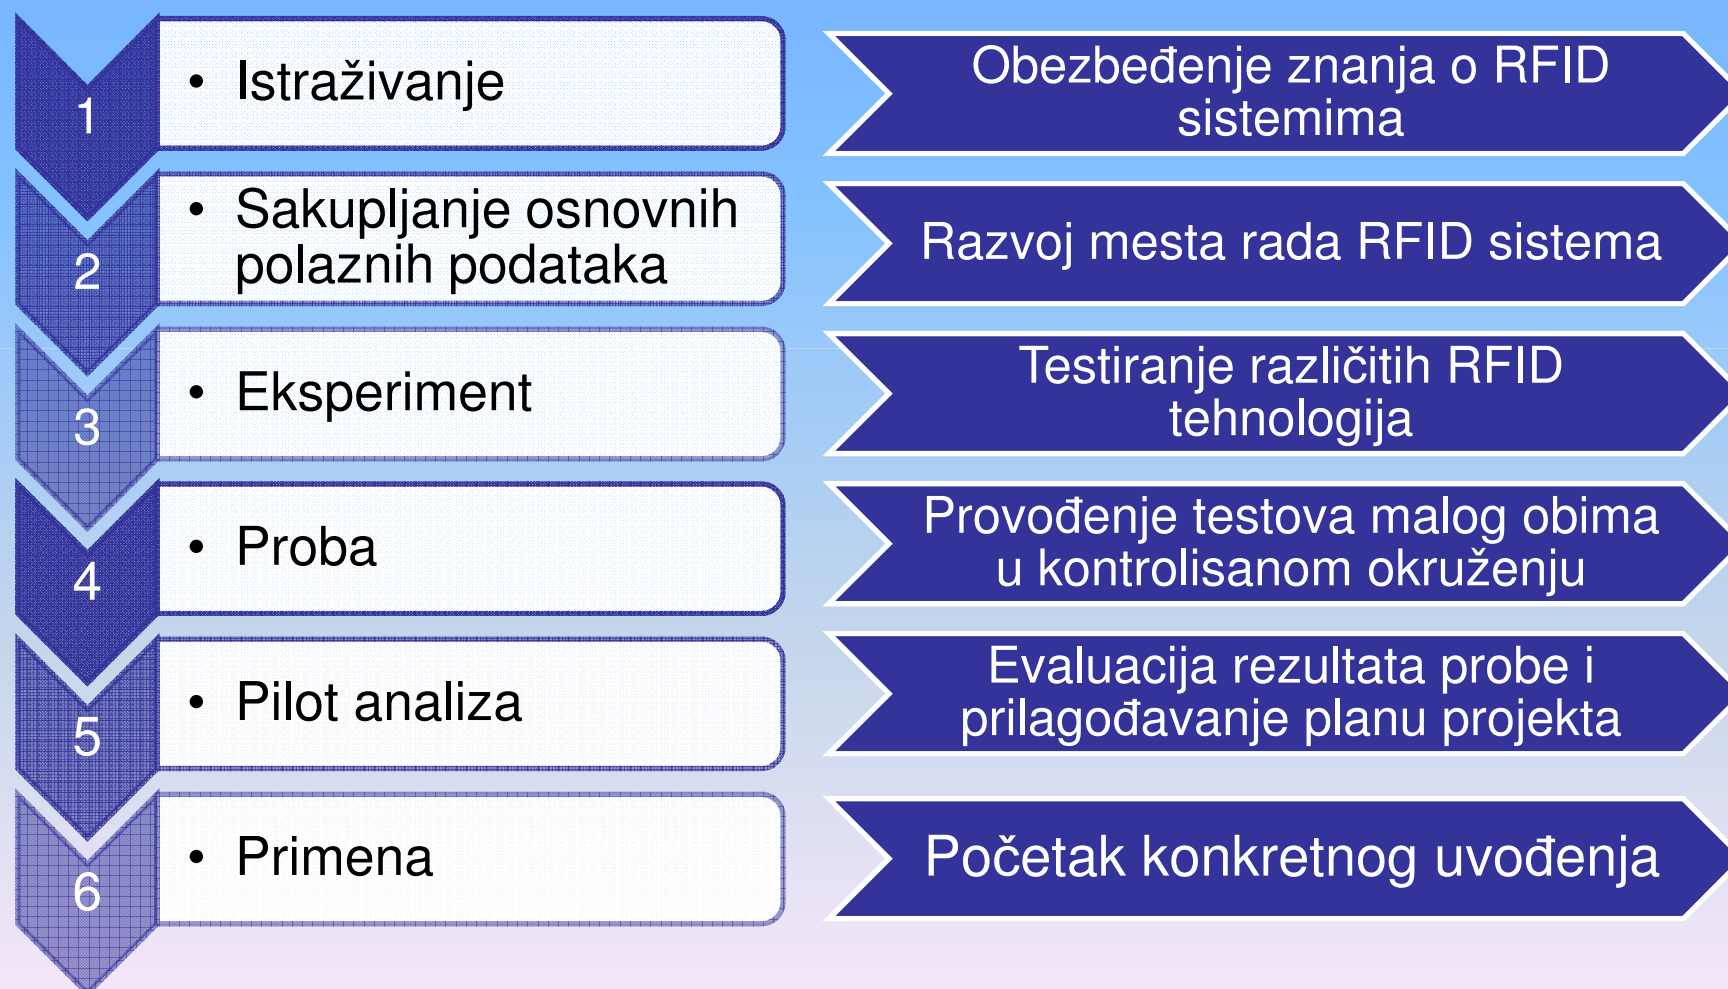 1
• Istraživanje
Obezbeđenje znanja o RFID
sistemima
2
• Sakupljanje osnovnih
polaznih podataka
Razvoj mesta rada RFID sistema
3
• Eksperiment
Testiranje različitih RFID
tehnologija
4
• Proba
Provođenje testova malog obima
u kontrolisanom okruženju
5
• Pilot analiza
Evaluacija rezultata probe i
prilagođavanje planu projekta
6
• Primena
Početak konkretnog uvođenja